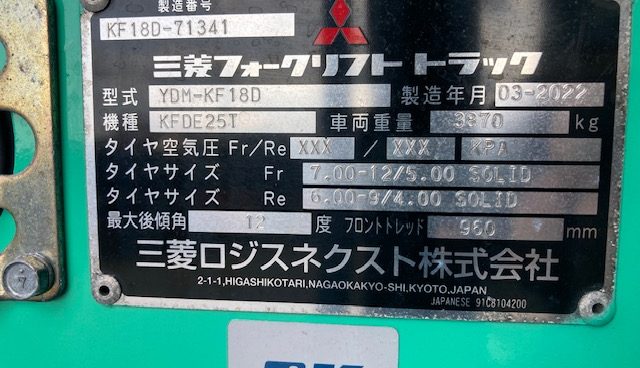 製造番号
KF18D-71341
三菱フォークリフト トラック
型式 YDM-KF18D 製造年月 03-2022
機種 KFDE25T 車両重量 3870 kg
タイヤ空気圧 Fr/Re XXX / XXX KPA
タイヤサイズ Fr 7.00-12/5.00 SOLID
タイヤサイズ Re 6.00-9/4.00 SOLID
最大後傾角 12 度 フロントトレッド 960 mm
三菱ロジスネクスト株式会社
2-1-1,HIGASHIKOTARI,NAGAOKAKYO-SHI,KYOTO,JAPAN
JAPANESE 91C8104200
7